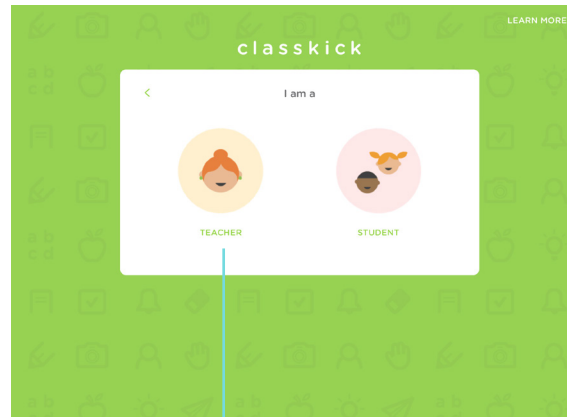 LEARN MORE
classkick
a b
c d
I am a
TEACHER
STUDENT
a b
c d
a b
a b
a b